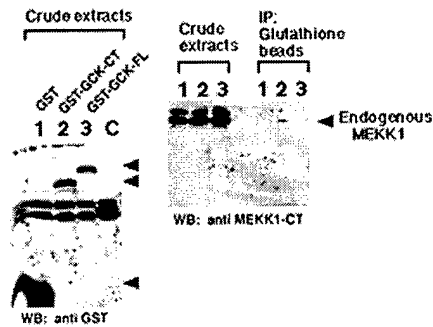 Crude extracts
GST
GST-GCK-CT
GST-GCK-FL
1 2 3 C
WB: anti GST
Crude extracts
IP: Glutathione beads
1 2 3 1 2 3
Endogenous MEKK1
WB: anti MEKK1-CT